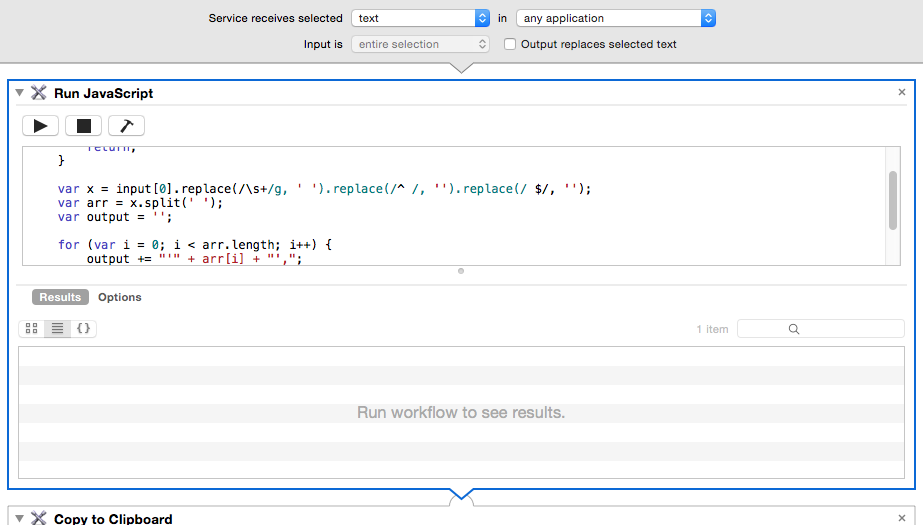 Service receives selected text in any application
Input is entire selection Output replaces selected text
Run JavaScript
}
var x = input[0].replace(/\s+/g, ' ').replace(/^ /, '').replace(/ $/, '');
var arr = x.split(' ');
var output = '';
for (var i = 0; i < arr.length; i++) {
output += "'" + arr[i] + "',";
Results Options
1 item
Run workflow to see results.
Copy to Clipboard